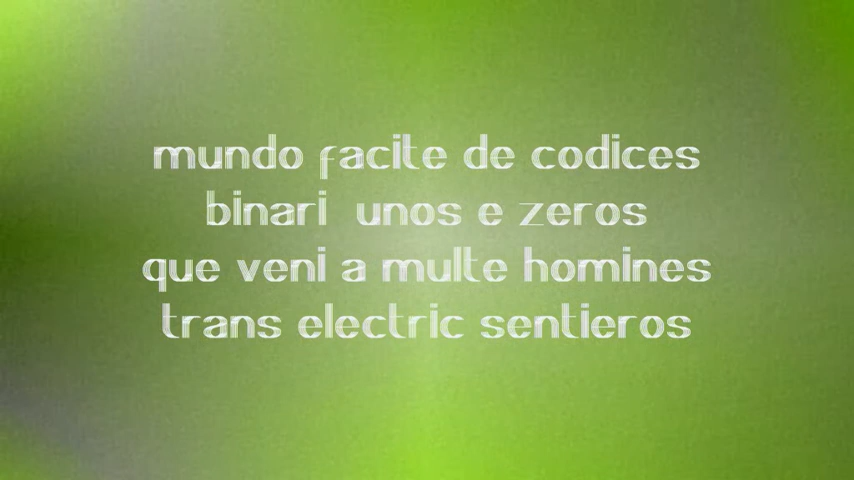 mundo facite de codices
binari unos e zeros
que veni a multe homines
trans electric sentieros